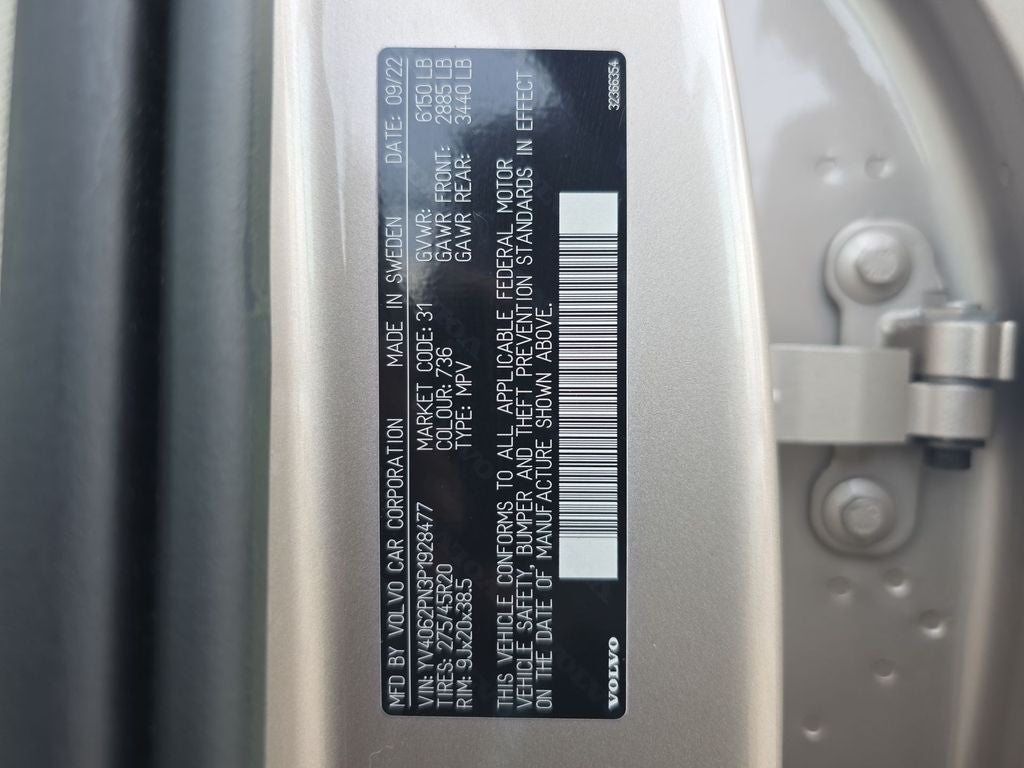 MFD BY VOLVO CAR CORPORATION MADE IN SWEDEN DATE: 09/22
VIN: YV4062PN3P1928477 MARKET CODE: 31 GVWR: 6150 LB
TIRES: 275/45R20 COLOUR: 736 GAWR FRONT: 2885 LB
RIM: 9Jx20x38.5 TYPE: MPV GAWR REAR: 3440 LB
THIS VEHICLE CONFORMS TO ALL APPLICABLE FEDERAL MOTOR
VEHICLE SAFETY, BUMPER AND THEFT PREVENTION STANDARDS IN EFFECT
ON THE DATE OF MANUFACTURE SHOWN ABOVE.
VOLVO 32366354